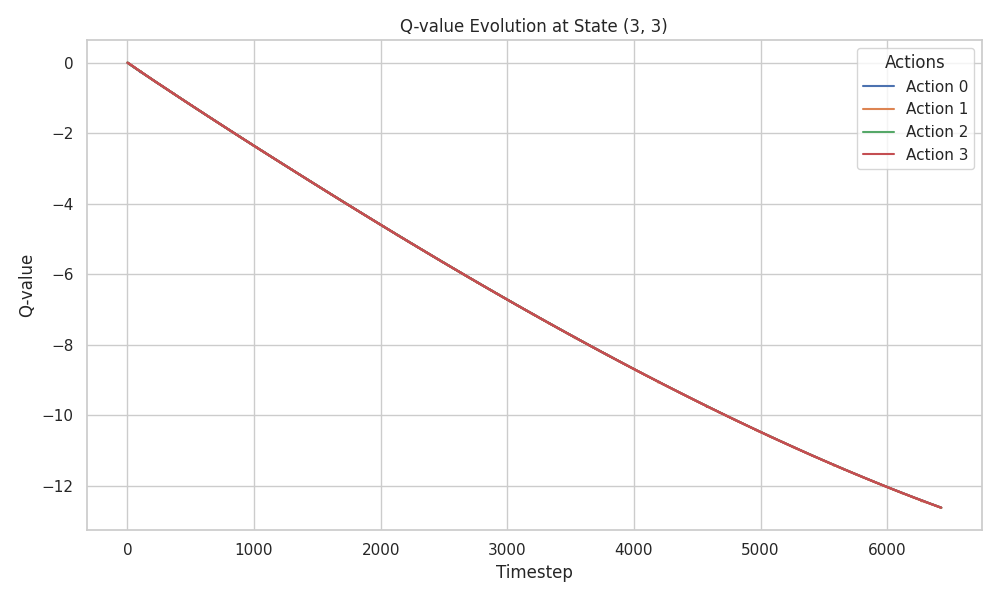 Q-value Evolution at State (3, 3)
Actions
Action 0
Action 1
Action 2
Action 3
Q-value
0
−2
−4
−6
−8
−10
−12
0 1000 2000 3000 4000 5000 6000
Timestep